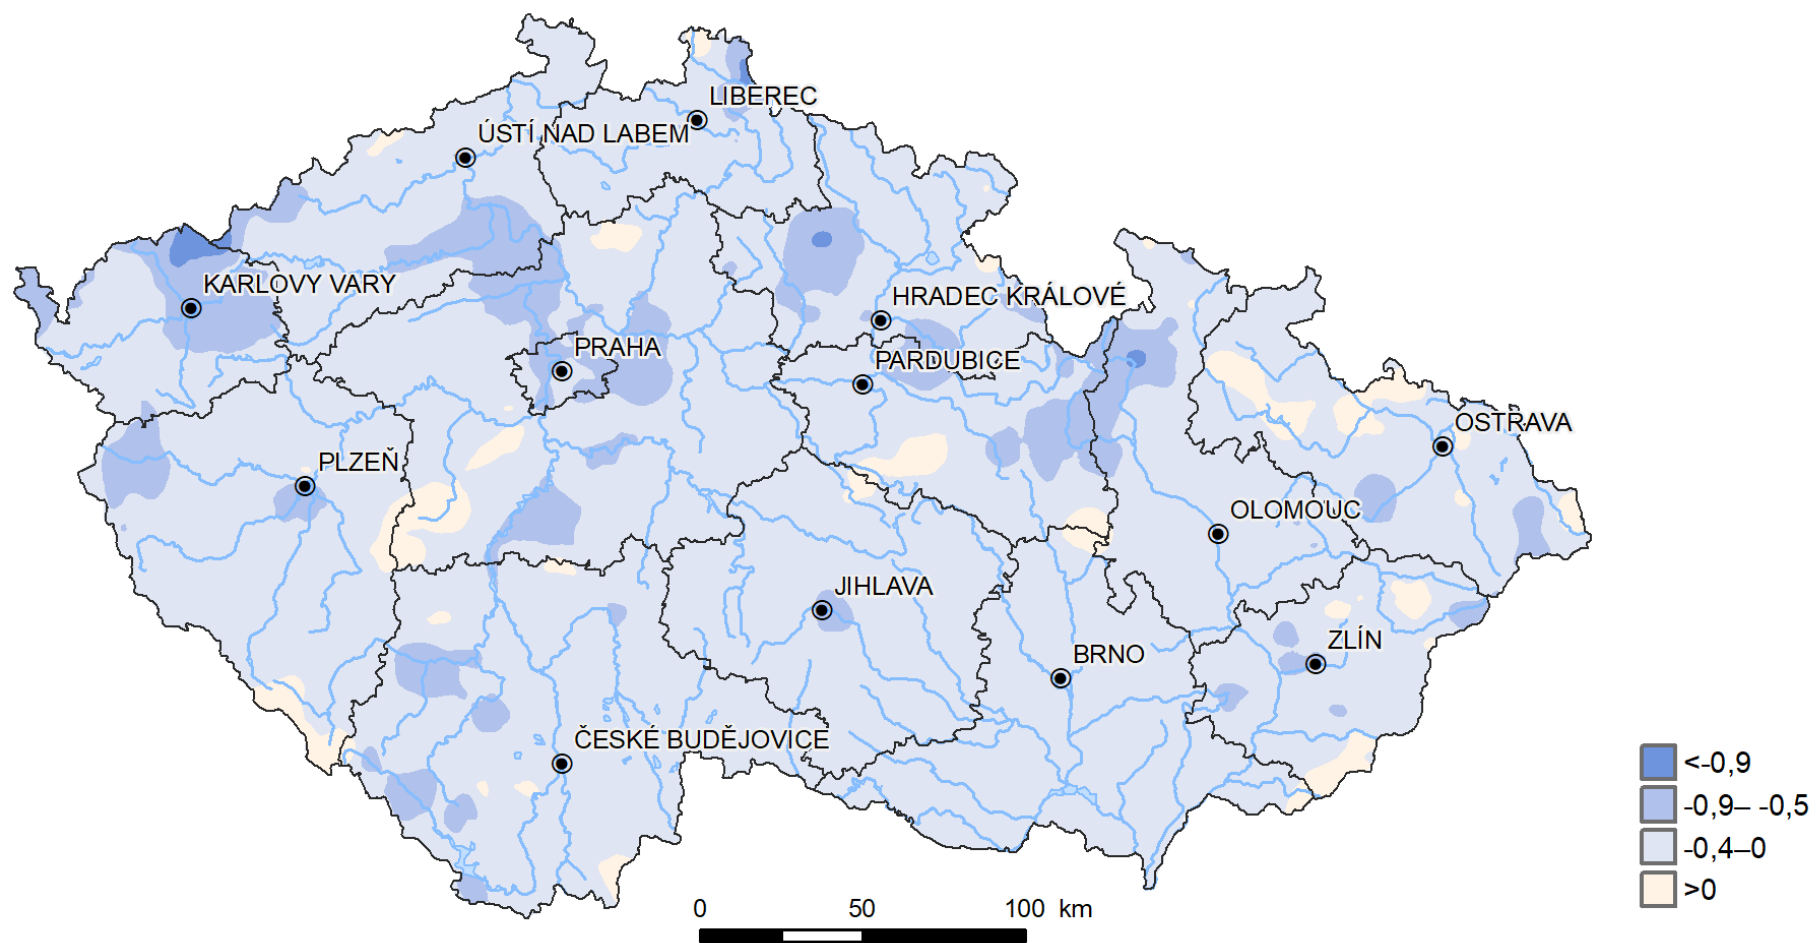 LIBEREC
ÚSTÍ NAD LABEM
KARLOVY VARY
HRADEC KRÁLOVÉ
PRAHA
PARDUBICE
OSTRAVA
PLZEŇ
OLOMOUC
JIHLAVA
ZLÍN
BRNO
ČESKÉ BUDĚJOVICE
<-0,9
-0,9– -0,5
-0,4–0
>0
0 50 100 km